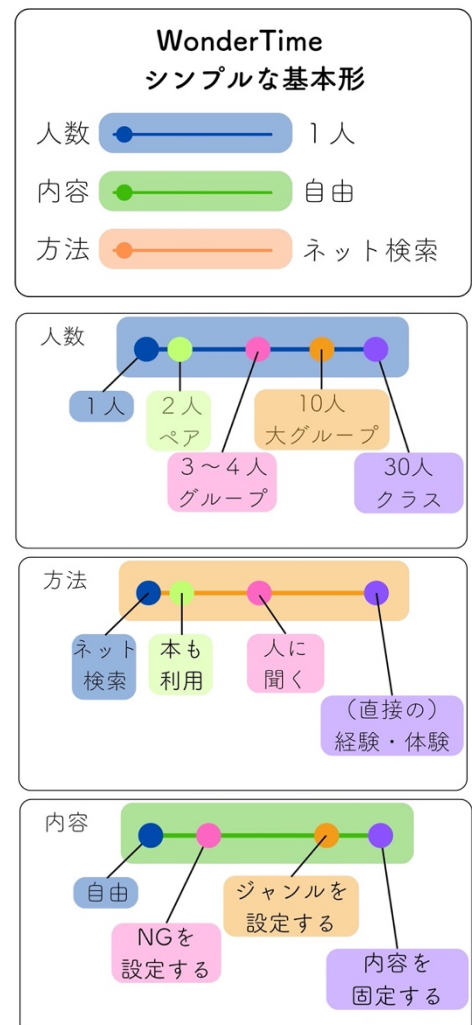 WonderTime
シンプルな基本形
人数 1人
内容 自由
方法 ネット検索
人数
1人
2人
ペア
3〜4人
グループ
10人
大グループ
30人
クラス
方法
ネット
検索
本も
利用
人に
聞く
(直接の)
経験・体験
内容
自由
NGを
設定する
ジャンルを
設定する
内容を
固定する